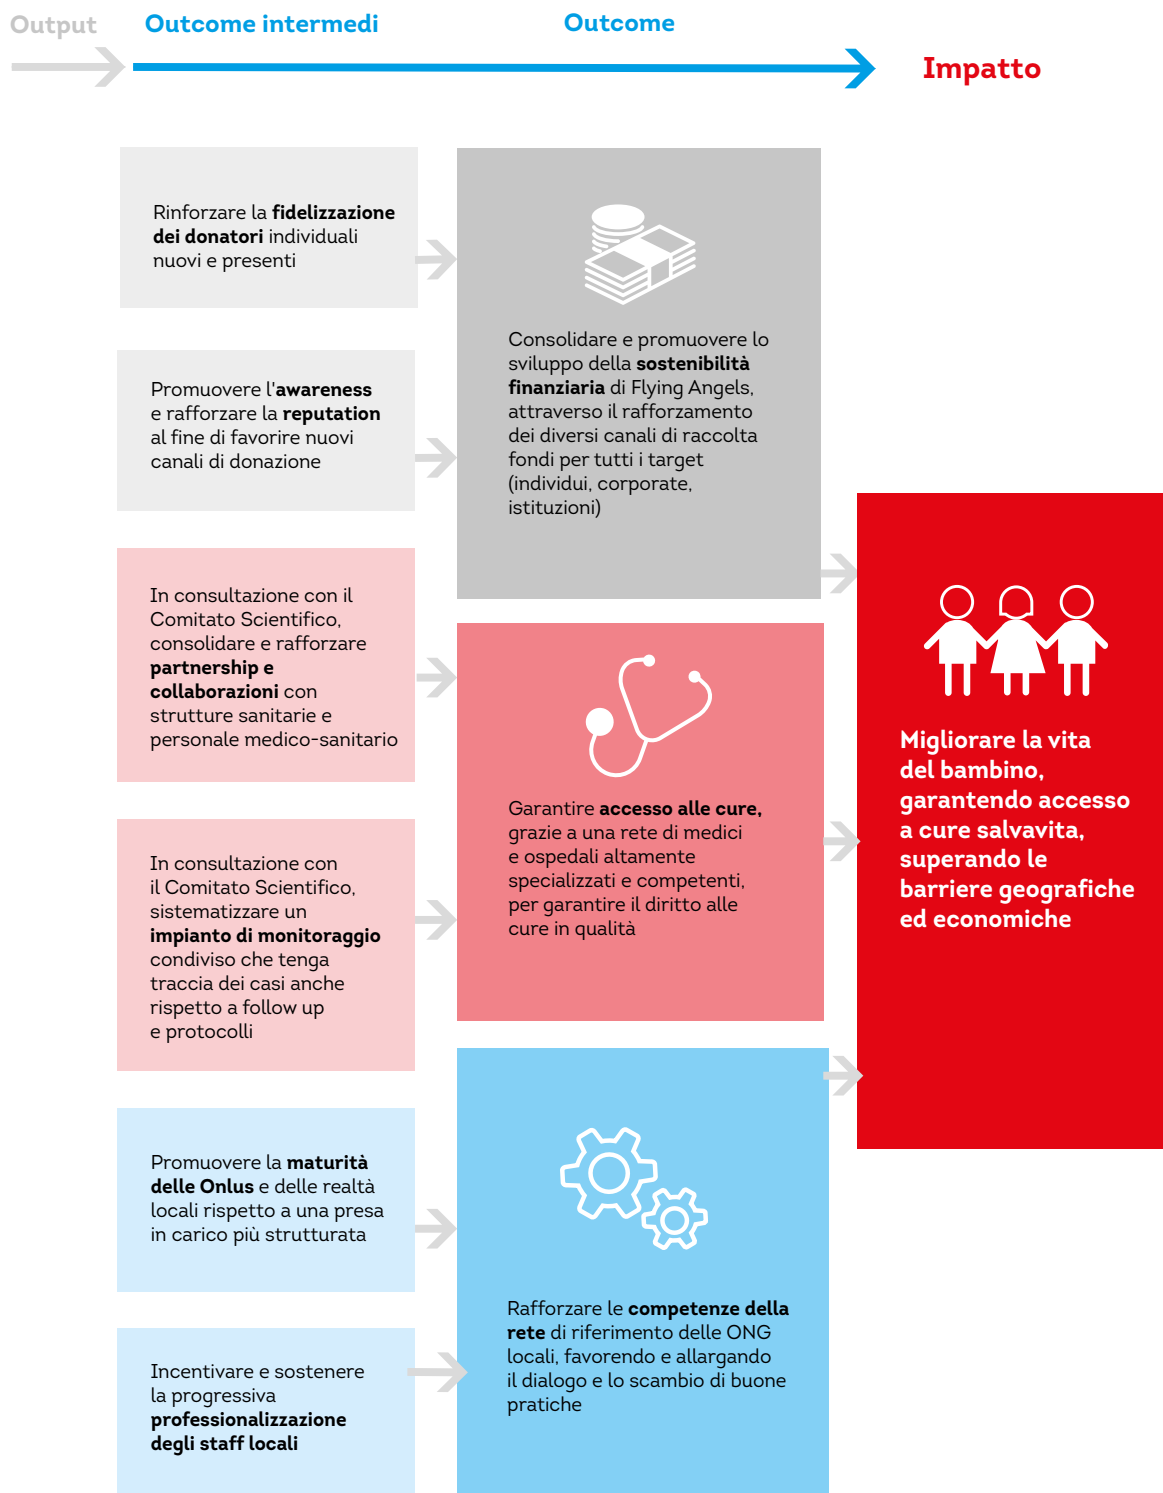 Output
Outcome intermedi
Outcome
Impatto
Rinforzare la fidelizzazione
dei donatori individuali
nuovi e presenti
Promuovere l'awareness
e rafforzare la reputation
al fine di favorire nuovi
canali di donazione
In consultazione con il
Comitato Scientifico,
consolidare e rafforzare
partnership e
collaborazioni con
strutture sanitarie e
personale medico-sanitario
In consultazione con
il Comitato Scientifico,
sistematizzare un
impianto di monitoraggio
condiviso che tenga
traccia dei casi anche
rispetto a follow up
e protocolli
Promuovere la maturità
delle Onlus e delle realtà
locali rispetto a una presa
in carico più strutturata
Incentivare e sostenere
la progressiva
professionalizzazione
degli staff locali
Consolidare e promuovere lo
sviluppo della sostenibilità
finanziaria di Flying Angels,
attraverso il rafforzamento
dei diversi canali di raccolta
fondi per tutti i target
(individui, corporate,
istituzioni)
Garantire accesso alle cure,
grazie a una rete di medici
e ospedali altamente
specializzati e competenti,
per garantire il diritto alle
cure in qualità
Rafforzare le competenze della
rete di riferimento delle ONG
locali, favorendo e allargando
il dialogo e lo scambio di buone
pratiche
Migliorare la vita
del bambino,
garantendo accesso
a cure salvavita,
superando le
barriere geografiche
ed economiche